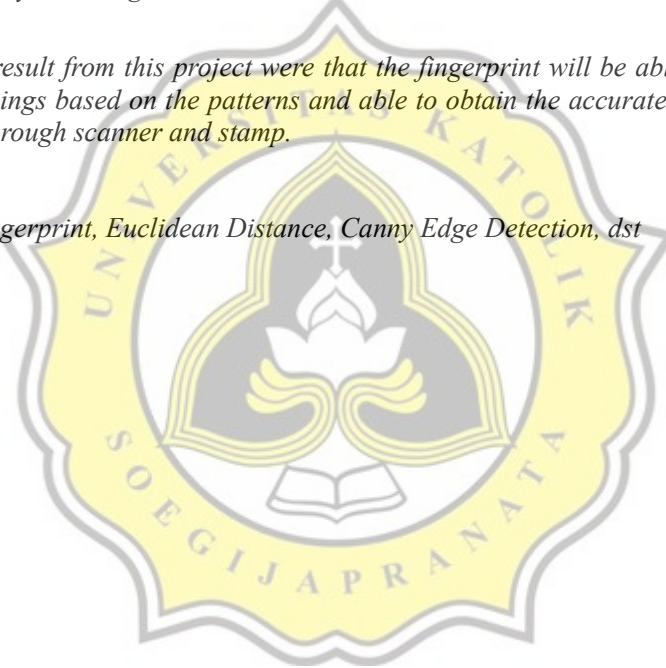 result from this project were that the fingerprint will be abl
ings based on the patterns and able to obtain the accurate
rough scanner and stamp.
gerprint, Euclidean Distance, Canny Edge Detection, dst
UNIVERSITAS KATOLIK
SOEGIJAPRANATA